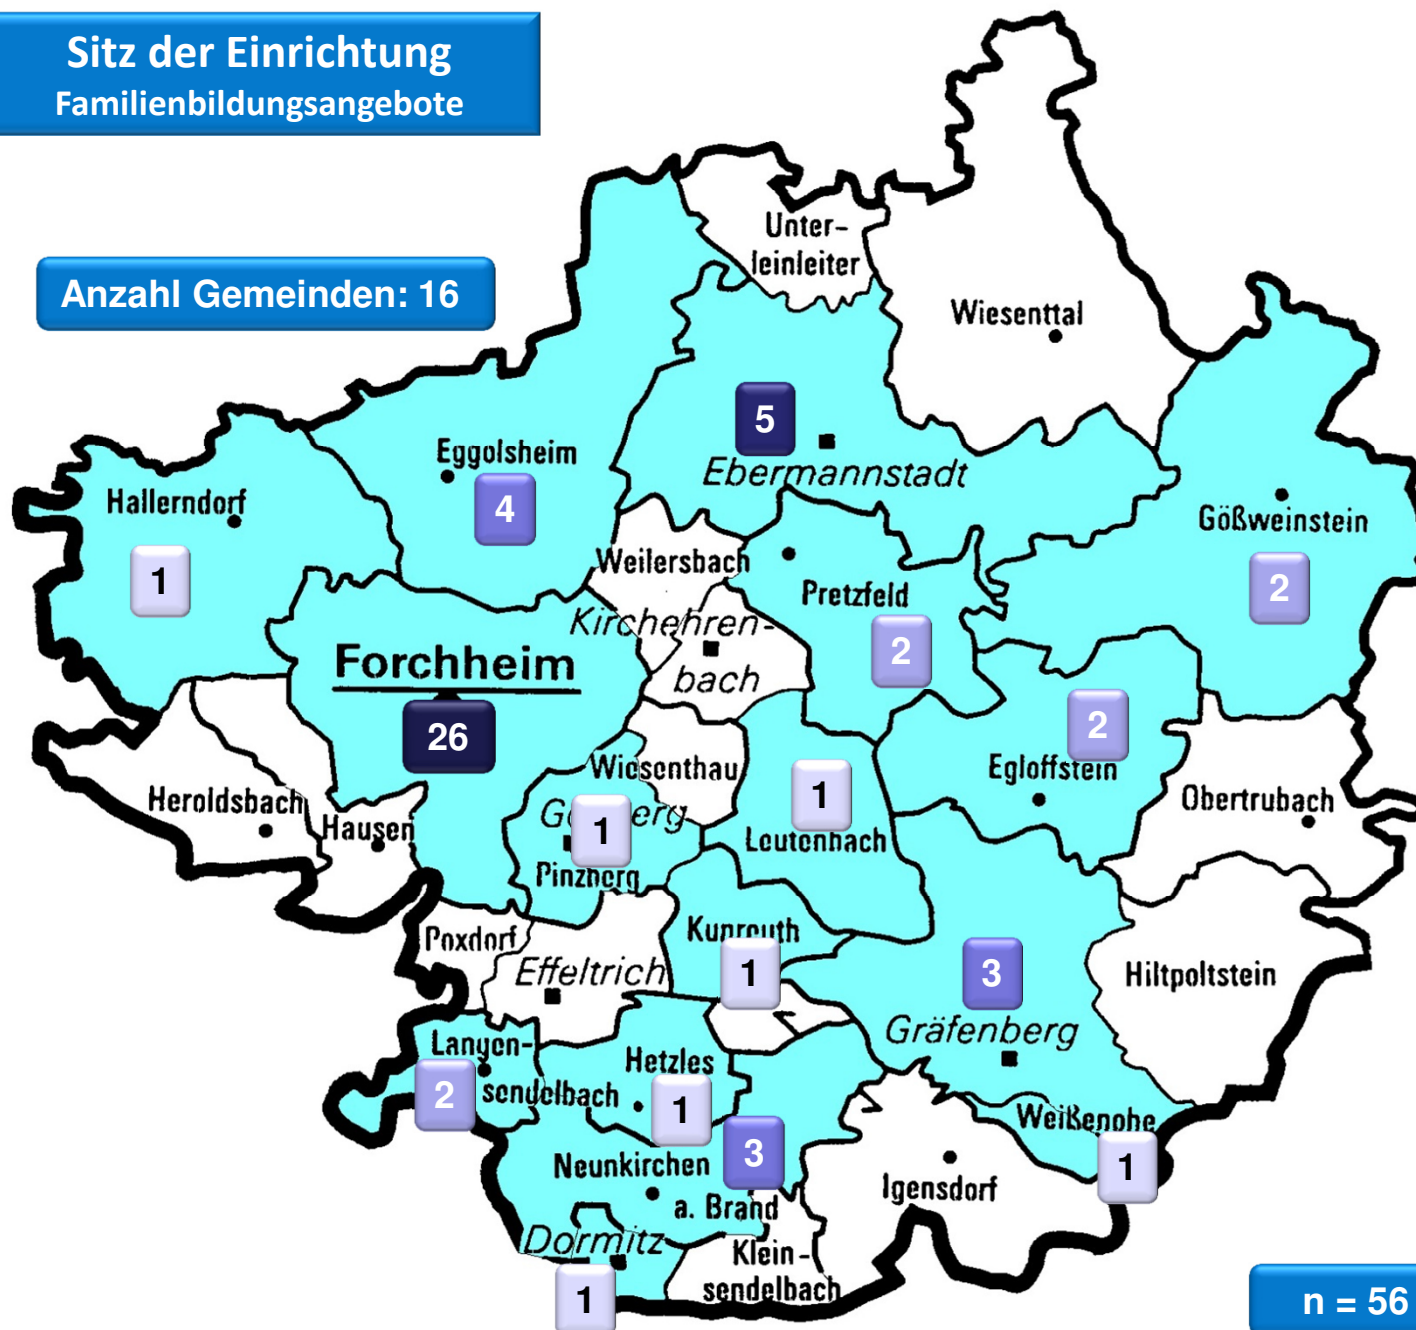 Sitz der Einrichtung
Familienbildungsangebote
Anzahl Gemeinden: 16
Unter-
leinleiter
Wiesenttal
5
Ebermannstadt
Eggolsheim
4
Hallerndorf
1
Gößweinstein
2
Weilersbach
Pretzfeld
2
Kirchehren-
bach
Forchheim
26
2
Egloffstein
Wiesenthau
1
Leutenbach
Obertrubach
Heroldsbach
Hausen
1
Pinzberg
Kunreuth
1
Poxdorf
Effeltrich
3
Gräfenberg
Hiltpoltstein
Langen-
sendelbach
2
Hetzles
1
Weißenohe
1
3
Neunkirchen
a. Brand
Igensdorf
Dormitz
1
Klein-
sendelbach
n = 56